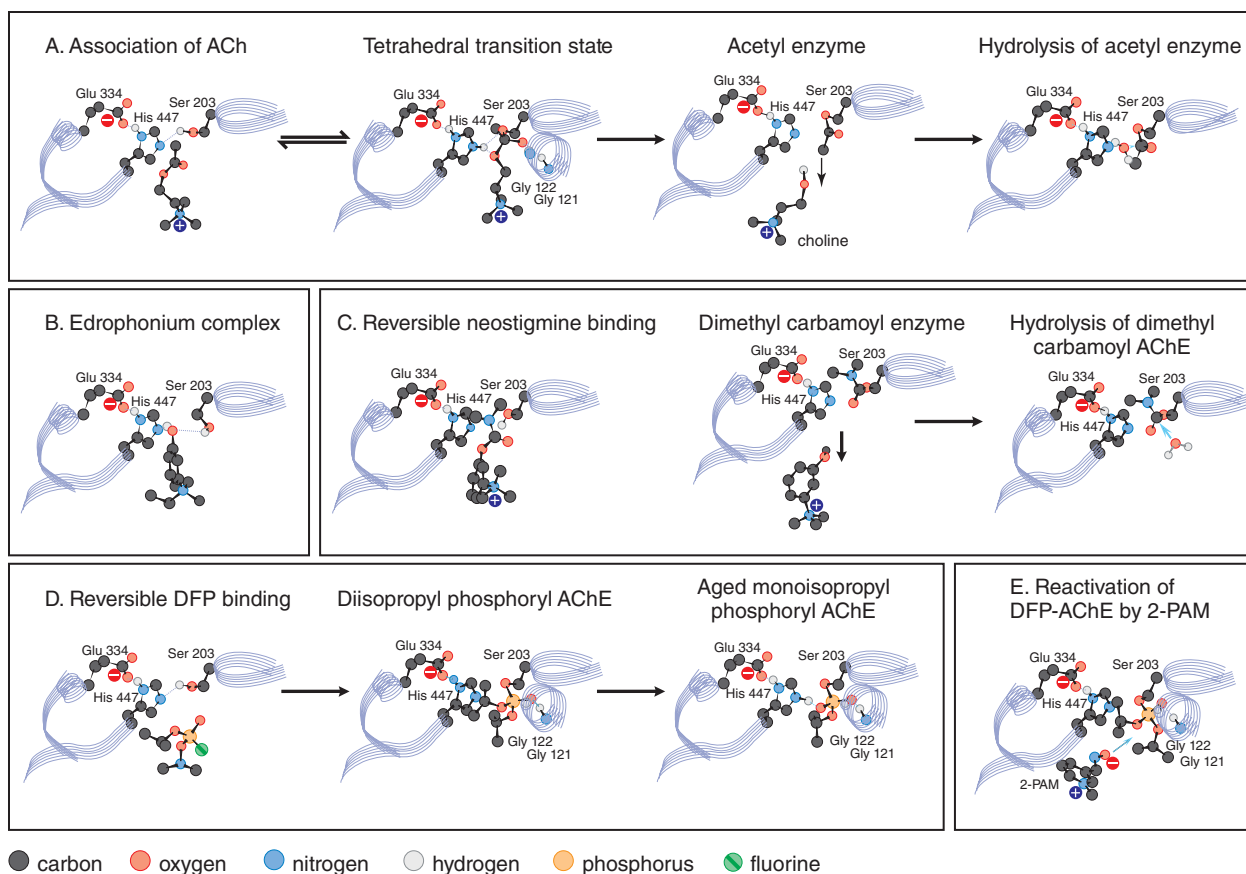 A. Association of ACh
Tetrahedral transition state
Acetyl enzyme
Hydrolysis of acetyl enzyme
Glu 334
His 447
Ser 203
Glu 334
His 447
Ser 203
Gly 122
Gly 121
Glu 334
His 447
Ser 203
choline
Glu 334
His 447
Ser 203
B. Edrophonium complex
Glu 334
His 447
Ser 203
C. Reversible neostigmine binding
Dimethyl carbamoyl enzyme
Hydrolysis of dimethyl
carbamoyl AChE
Glu 334
His 447
Ser 203
Glu 334
His 447
Ser 203
Glu 334
His 447
Ser 203
D. Reversible DFP binding
Diisopropyl phosphoryl AChE
Aged monoisopropyl
phosphoryl AChE
Glu 334
His 447
Ser 203
Glu 334
His 447
Ser 203
Gly 122
Gly 121
Glu 334
His 447
Ser 203
Gly 122
Gly 121
E. Reactivation of
DFP-AChE by 2-PAM
Glu 334
His 447
Ser 203
Gly 122
Gly 121
2-PAM
carbon
oxygen
nitrogen
hydrogen
phosphorus
fluorine